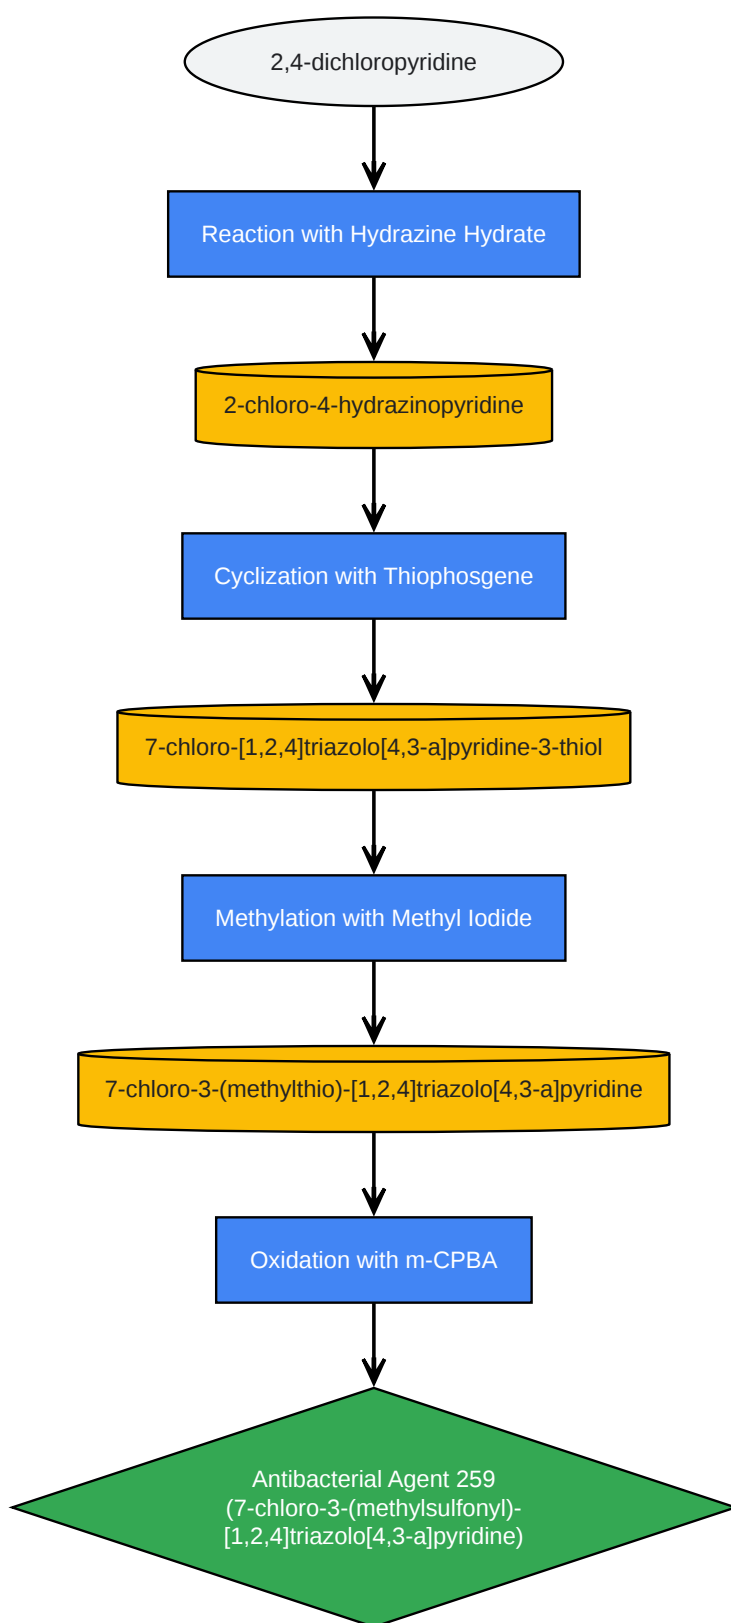 2,4-dichloropyridine
Reaction with Hydrazine Hydrate
2-chloro-4-hydrazinopyridine
Cyclization with Thiophosgene
7-chloro-[1,2,4]triazolo[4,3-a]pyridine-3-thiol
Methylation with Methyl Iodide
7-chloro-3-(methylthio)-[1,2,4]triazolo[4,3-a]pyridine
Oxidation with m-CPBA
Antibacterial Agent 259
(7-chloro-3-(methylsulfonyl)-
[1,2,4]triazolo[4,3-a]pyridine)